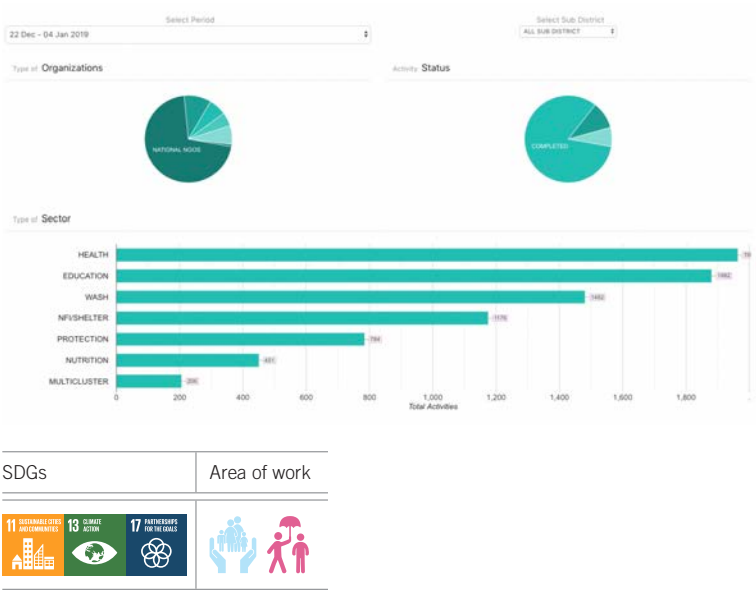 Select Period
Select Sub District
22 Dec - 04 Jan 2019
ALL SUB DISTRICT
Type of Organizations
Activity Status
NATIONAL NGOS
COMPLETED
Type of Sector
HEALTH
EDUCATION
1882
WASH
1482
NFI/SHELTER
1176
PROTECTION
784
NUTRITION
451
MULTICLUSTER
206
0 200 400 600 800 1,000 1,200 1,400 1,600 1,800
Total Activities
SDGs Area of work
11 SUSTAINABLE CITIES AND COMMUNITIES
13 CLIMATE ACTION
17 PARTNERSHIPS FOR THE GOALS